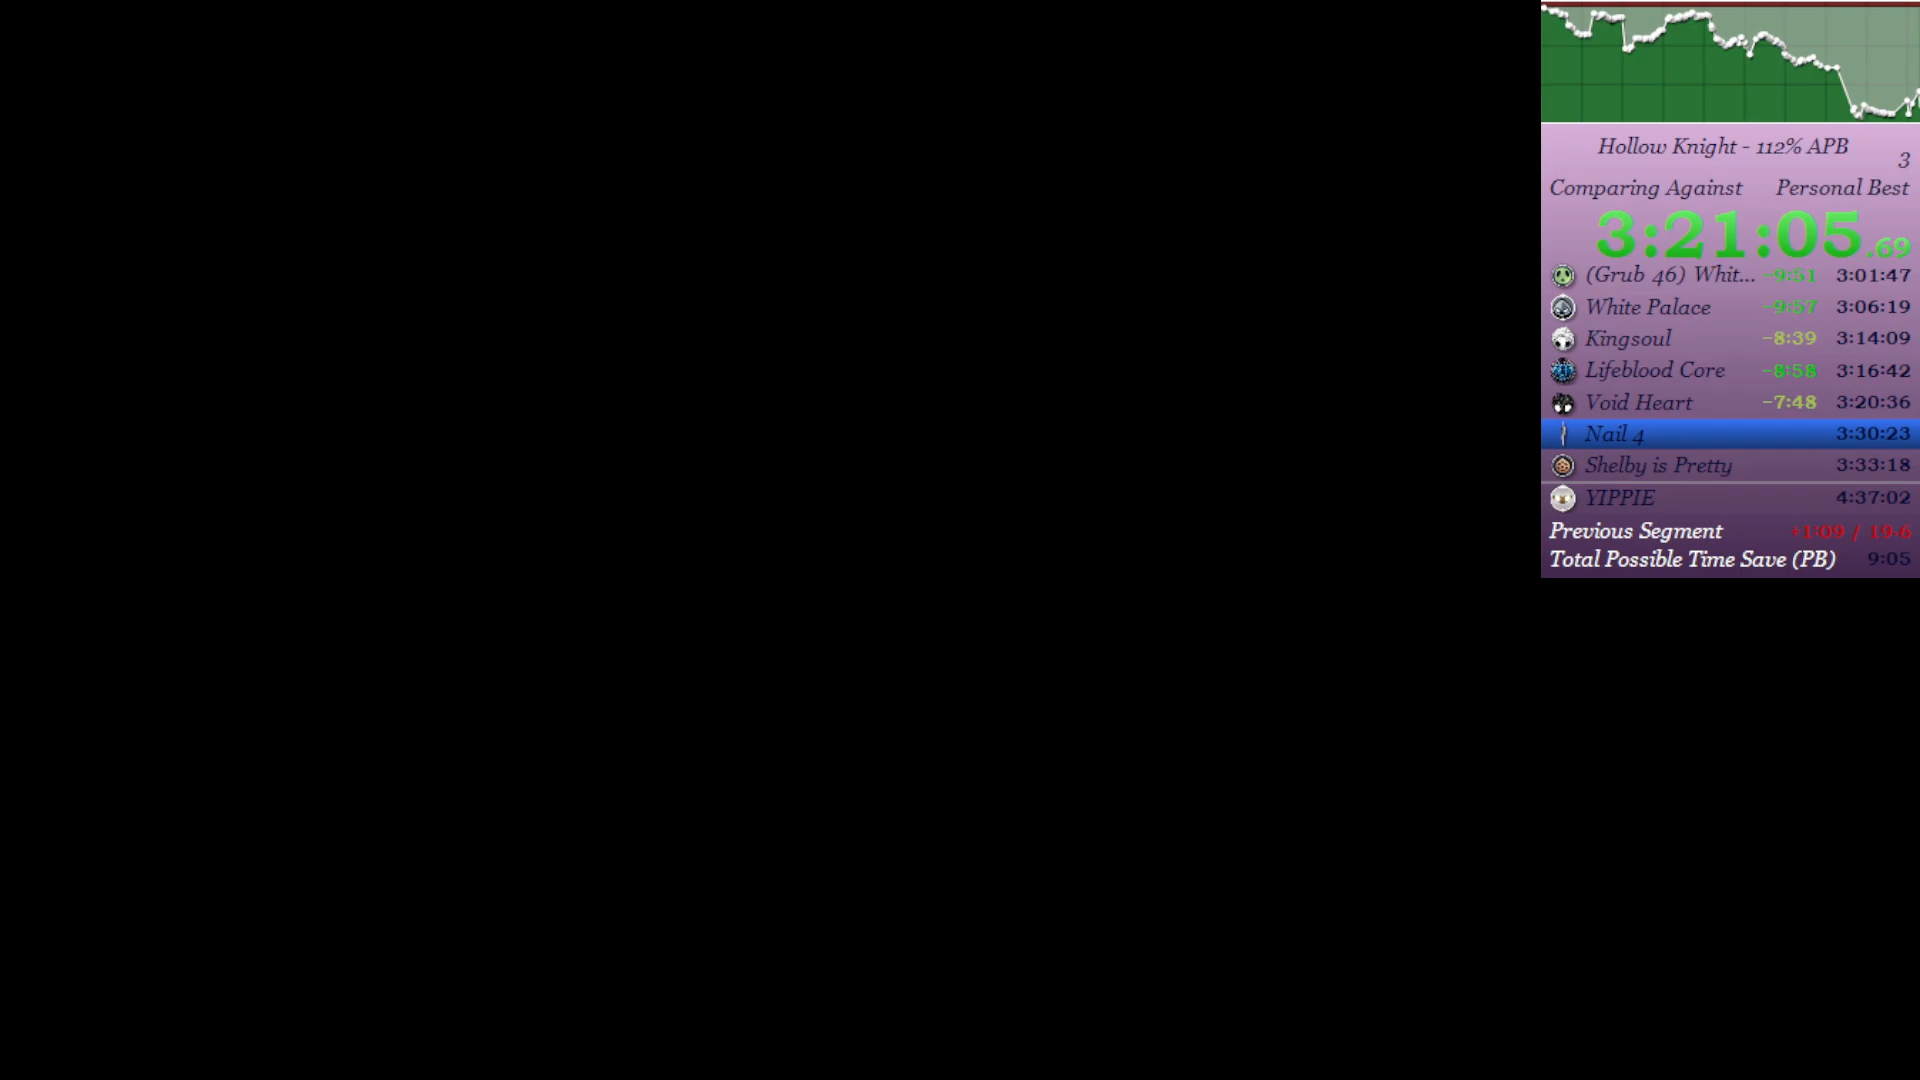 Hollow Knight - 112% APB
3
Comparing Against Personal Best
3:21:05.69
(Grub 46) Whit... -9:51 3:01:47
White Palace -9:57 3:06:19
Kingsoul -8:39 3:14:09
Lifeblood Core -8:58 3:16:42
Void Heart -7:48 3:20:36
Nail 4 3:30:23
Shelby is Pretty 3:33:18
YIPPIE 4:37:02
Previous Segment +1:09 / 19.6
Total Possible Time Save (PB) 9:05